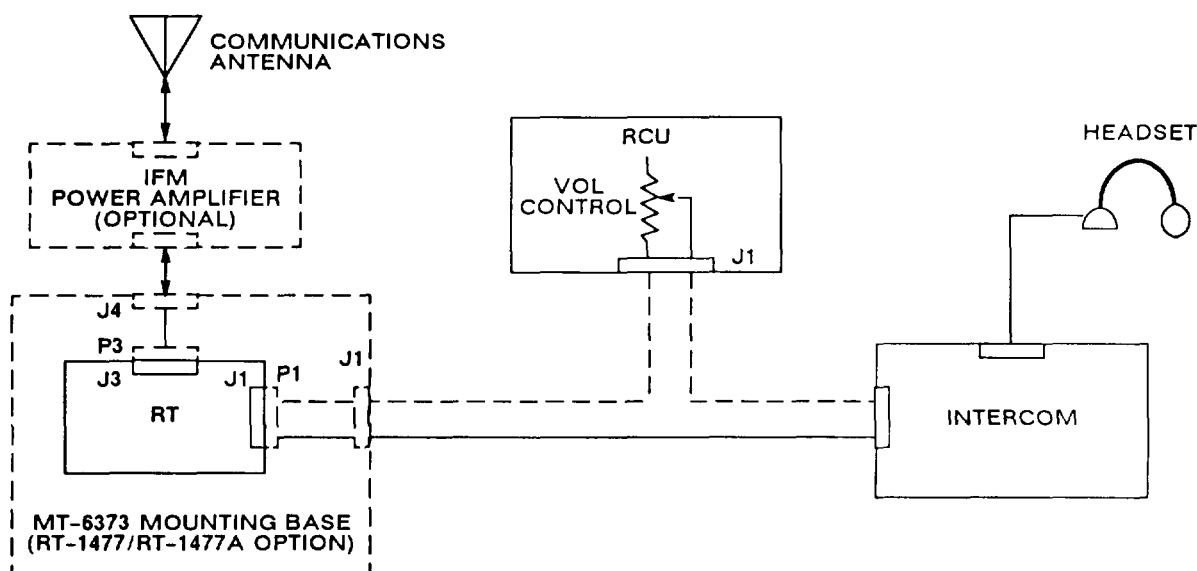 COMMUNICATIONS
ANTENNA
IFM
POWER AMPLIFIER
(OPTIONAL)
RCU
VOL
CONTROL
J1
HEADSET
J4
P3
J3
J1
P1
J1
RT
INTERCOM
MT-6373 MOUNTING BASE
(RT-1477/RT-1477A OPTION)